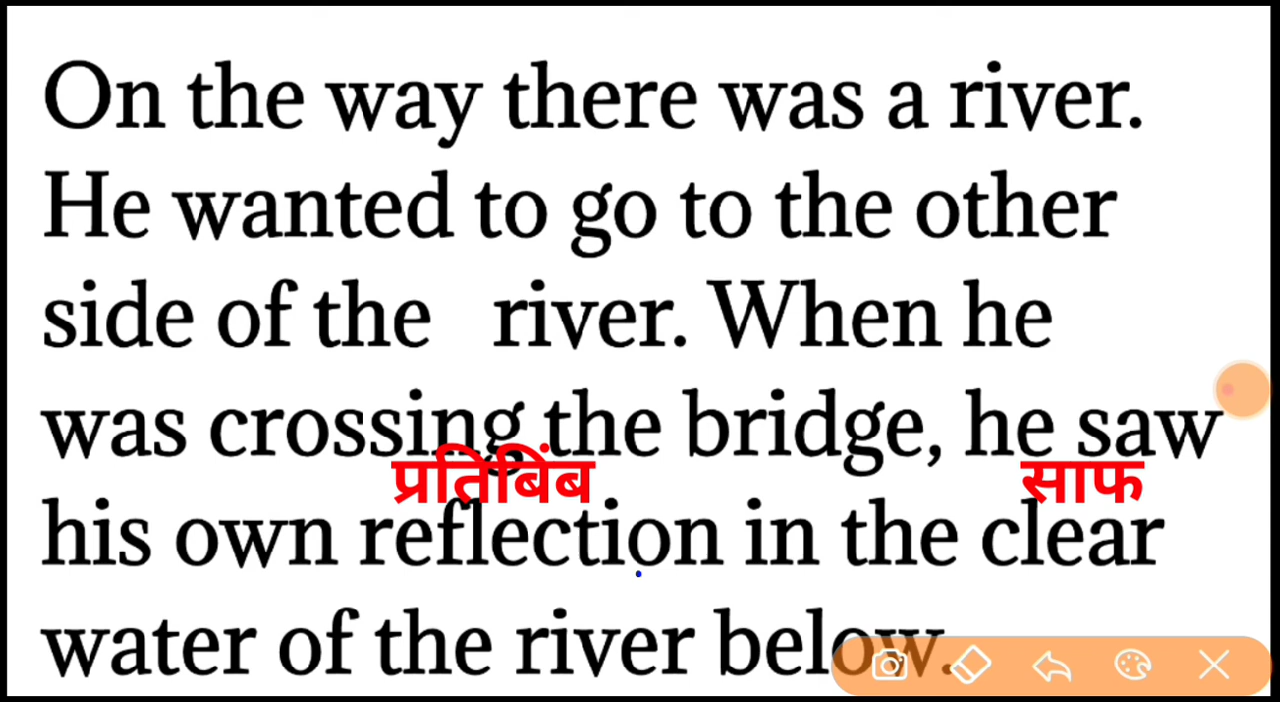 On the way there was a river.
He wanted to go to the other
side of the river. When he
was crossing the bridge, he saw
प्रतिबिंब साफ
his own reflection in the clear
water of the river below.